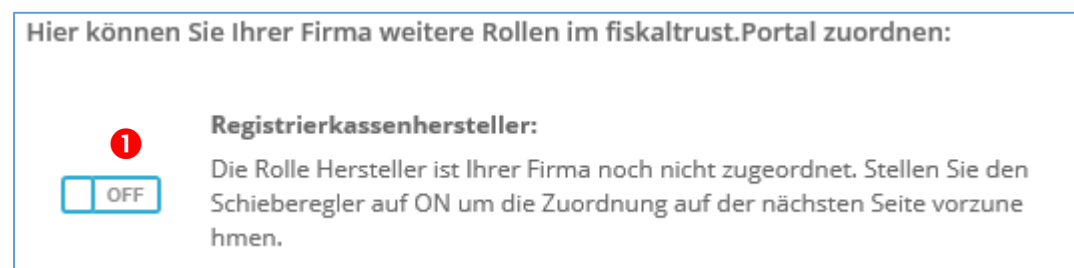 Hier können Sie Ihrer Firma weitere Rollen im fiskaltrust.Portal zuordnen:
1
Registrierkassenhersteller:
Die Rolle Hersteller ist Ihrer Firma noch nicht zugeordnet. Stellen Sie den
OFF
Schieberegler auf ON um die Zuordnung auf der nächsten Seite vorzune
hmen.